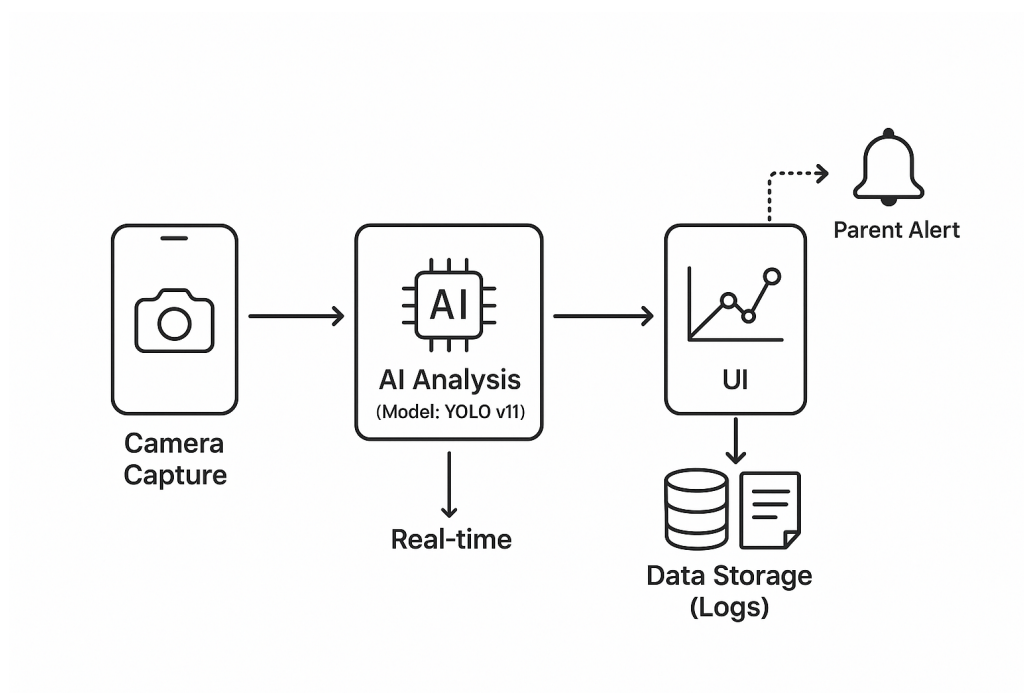 Camera
Capture
AI
AI Analysis
(Model: YOLO v11)
Real-time
UI
Parent Alert
Data Storage
(Logs)